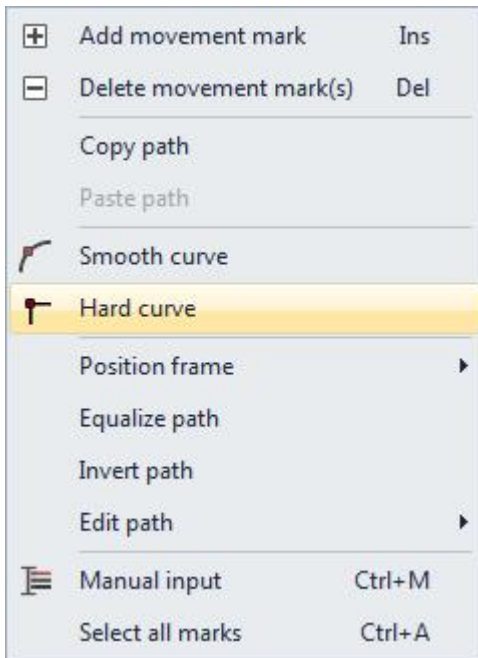 Add movement mark Ins
Delete movement mark(s) Del
Copy path
Paste path
Smooth curve
Hard curve
Position frame
Equalize path
Invert path
Edit path
Manual input Ctrl+M
Select all marks Ctrl+A